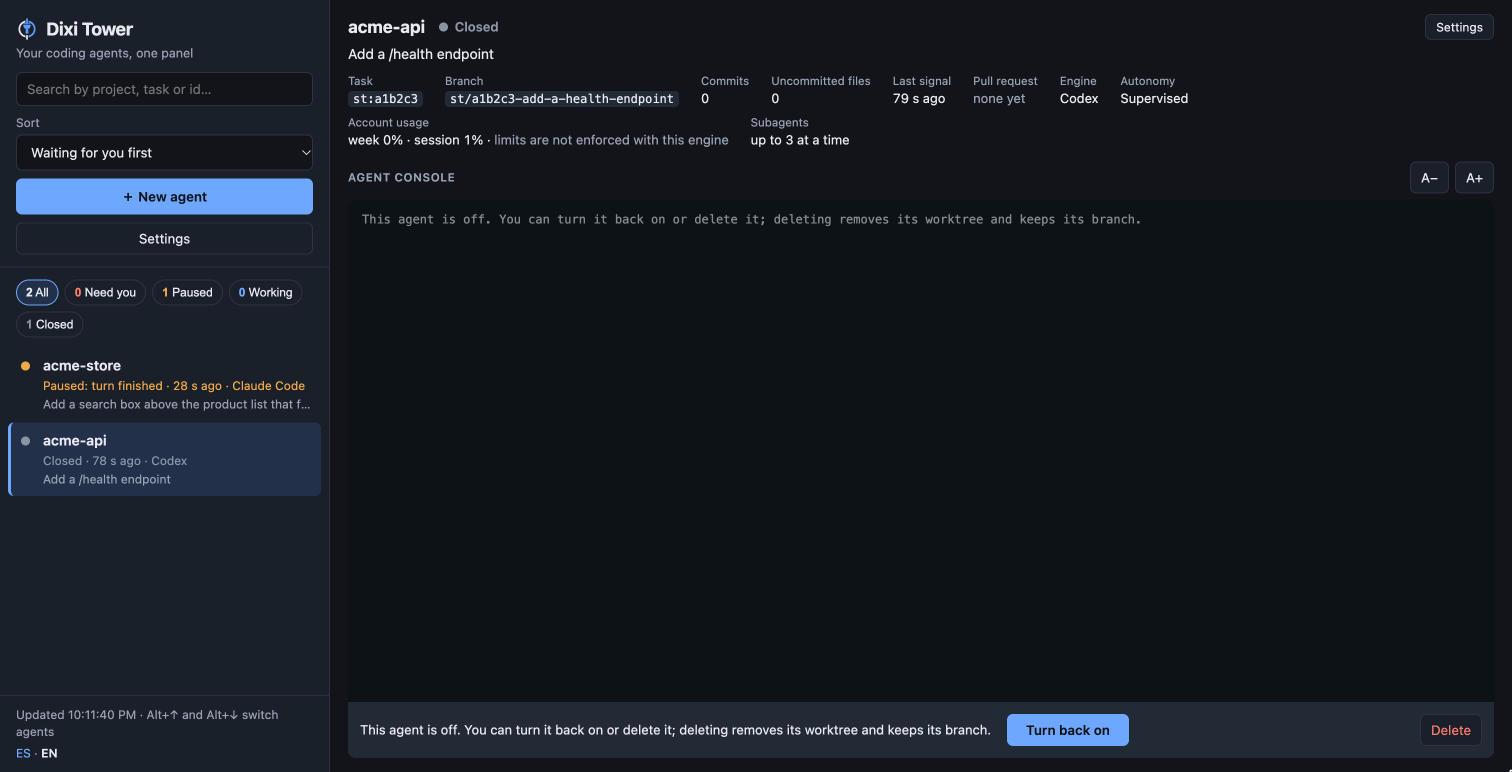 Dixi Tower
Your coding agents, one panel
Search by project, task or id...
Sort
Waiting for you first
+ New agent
Settings
2 All
0 Need you
1 Paused
0 Working
1 Closed
acme-store
Paused: turn finished · 28 s ago · Claude Code
Add a search box above the product list that f...
acme-api
Closed · 78 s ago · Codex
Add a /health endpoint
Updated 10:11:40 PM · Alt+↑ and Alt+↓ switch
agents
ES · EN
acme-api
Closed
Settings
Add a /health endpoint
Task
st:a1b2c3
Branch
st/a1b2c3-add-a-health-endpoint
Commits
0
Uncommitted files
0
Last signal
79 s ago
Pull request
none yet
Engine
Codex
Autonomy
Supervised
Account usage
week 0% · session 1% · limits are not enforced with this engine
Subagents
up to 3 at a time
AGENT CONSOLE
A−
A+
This agent is off. You can turn it back on or delete it; deleting removes its worktree and keeps its branch.
This agent is off. You can turn it back on or delete it; deleting removes its worktree and keeps its branch.
Turn back on
Delete